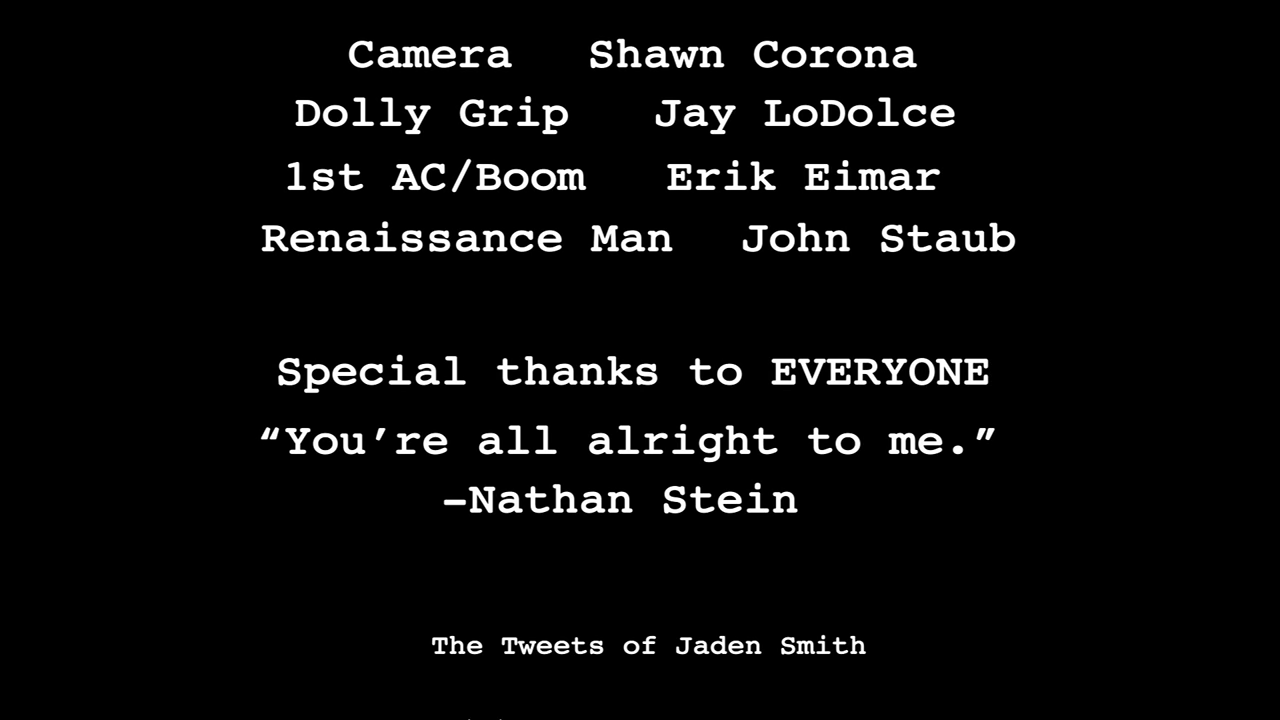 Camera Shawn Corona
Dolly Grip Jay LoDolce
1st AC/Boom Erik Eimar
Renaissance Man John Staub
Special thanks to EVERYONE
“You’re all alright to me.”
-Nathan Stein
The Tweets of Jaden Smith